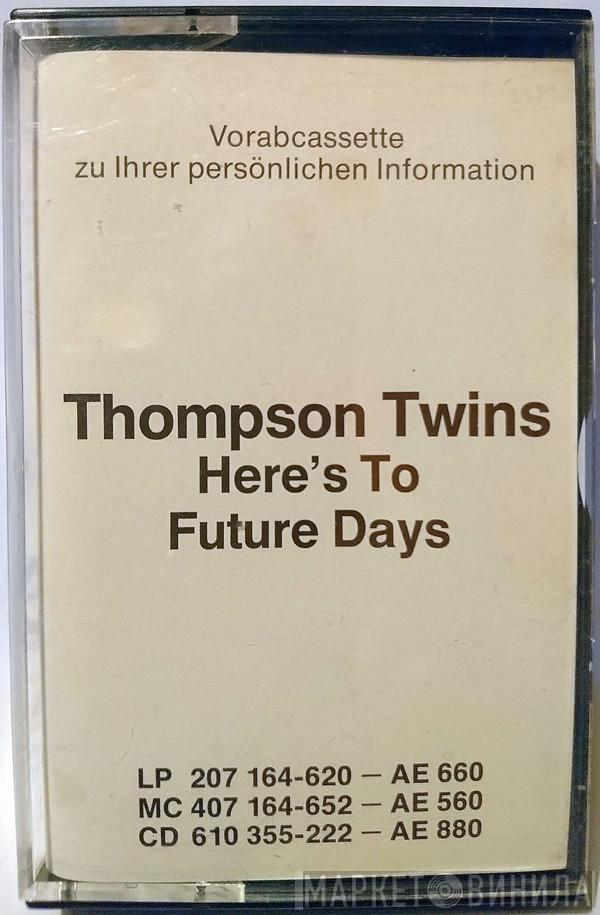 Vorabcassette
zu Ihrer persönlichen Information
Thompson Twins
Here's To
Future Days
LP 207 164-620 — AE 660
MC 407 164-652 — AE 560
CD 610 355-222 — AE 880
МАРКЕТ ВИНИЛА